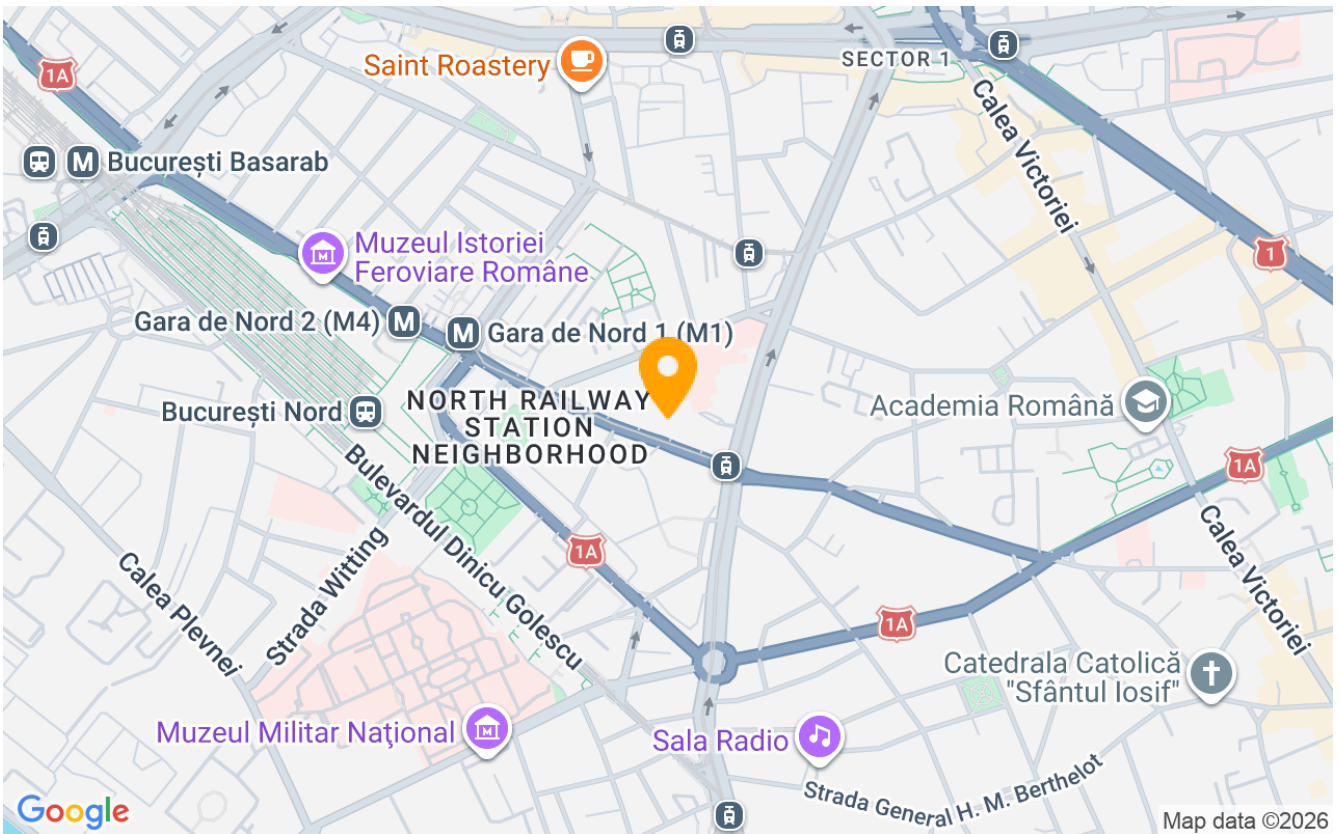 1A
Saint Roastery
SECTOR 1
Calea Victoriei
M
București Basarab
Muzeul Istoriei
Feroviare Române
1
Gara de Nord 2 (M4)
M
M
Gara de Nord 1 (M1)
București Nord
NORTH RAILWAY
STATION
NEIGHBORHOOD
Academia Română
1A
Bulevardul Dinicu Golescu
Strada Witting
Calea Plevnei
1A
Calea Victoriei
1A
Catedrala Catolică
"Sfântul Iosif"
Muzeul Militar Naţional
Sala Radio
Strada General H. M. Berthelot
Google
Map data ©2026